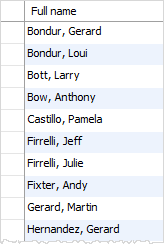 Full name
Bondur, Gerard
Bondur, Loui
Bott, Larry
Bow, Anthony
Castillo, Pamela
Firrelli, Jeff
Firrelli, Julie
Fixter, Andy
Gerard, Martin
Hernandez, Gerard